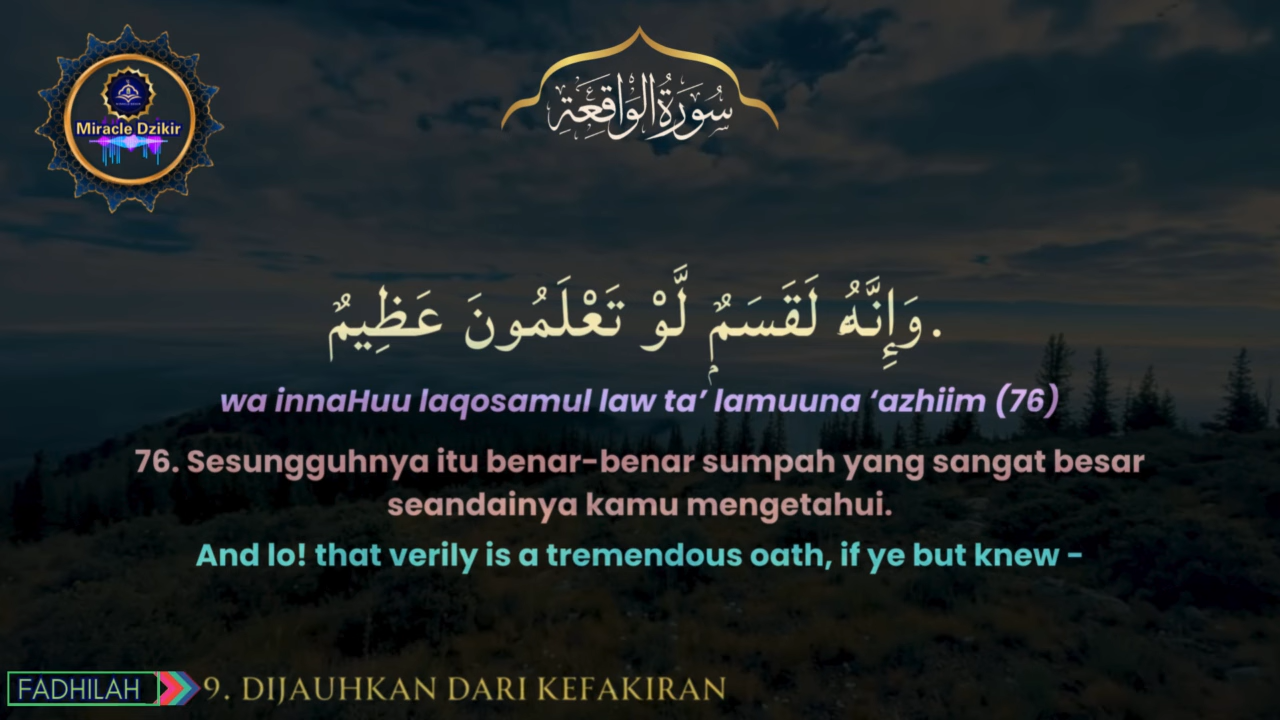 Miracle Dzikir
سُورَةُ الْوَاقِعَةِ
وَإِنَّهُ لَقَسَمٌ لَّوْ تَعْلَمُونَ عَظِيمٌ.
wa innaHuu laqosamul law ta’ lamuuna ‘azhiim (76)
76. Sesungguhnya itu benar-benar sumpah yang sangat besar
seandainya kamu mengetahui.
And lo! that verily is a tremendous oath, if ye but knew -
FADHILAH 9. DIJAUHKAN DARI KEFAKIRAN